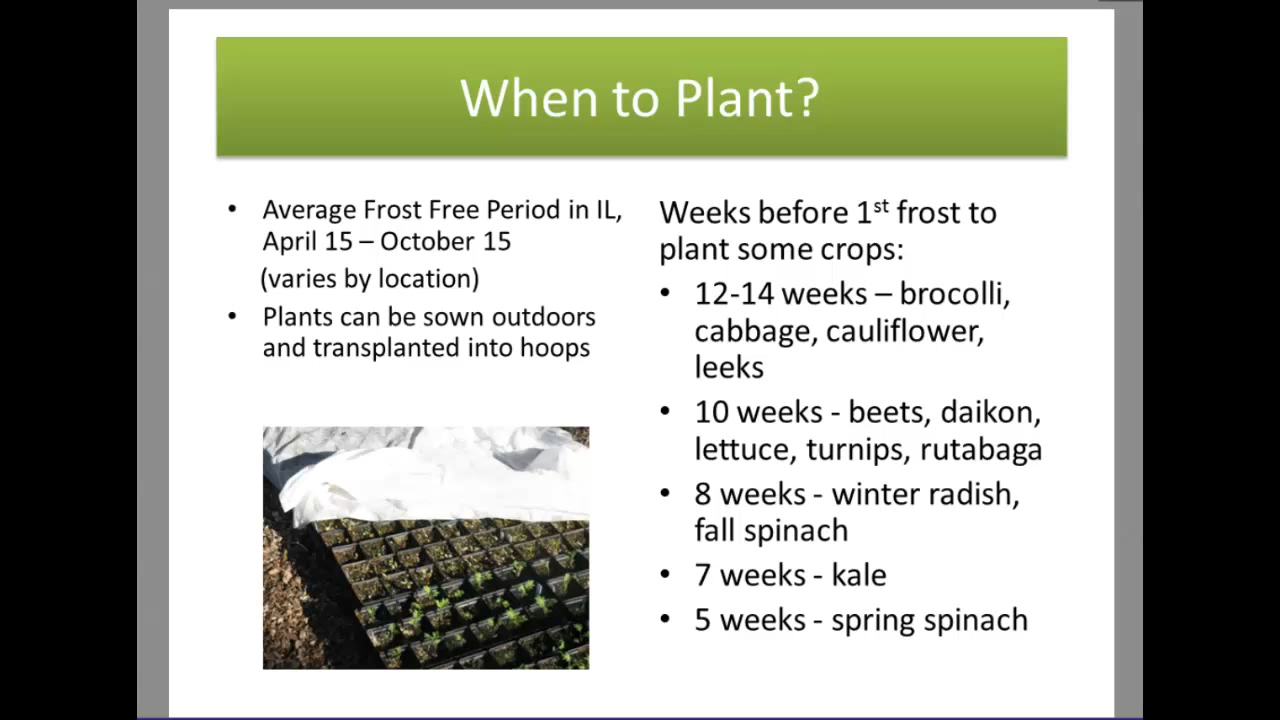 When to Plant?
• Average Frost Free Period in IL,
April 15 – October 15
(varies by location)
• Plants can be sown outdoors
and transplanted into hoops
Weeks before 1st frost to
plant some crops:
• 12-14 weeks – brocolli,
cabbage, cauliflower,
leeks
• 10 weeks - beets, daikon,
lettuce, turnips, rutabaga
• 8 weeks - winter radish,
fall spinach
• 7 weeks - kale
• 5 weeks - spring spinach